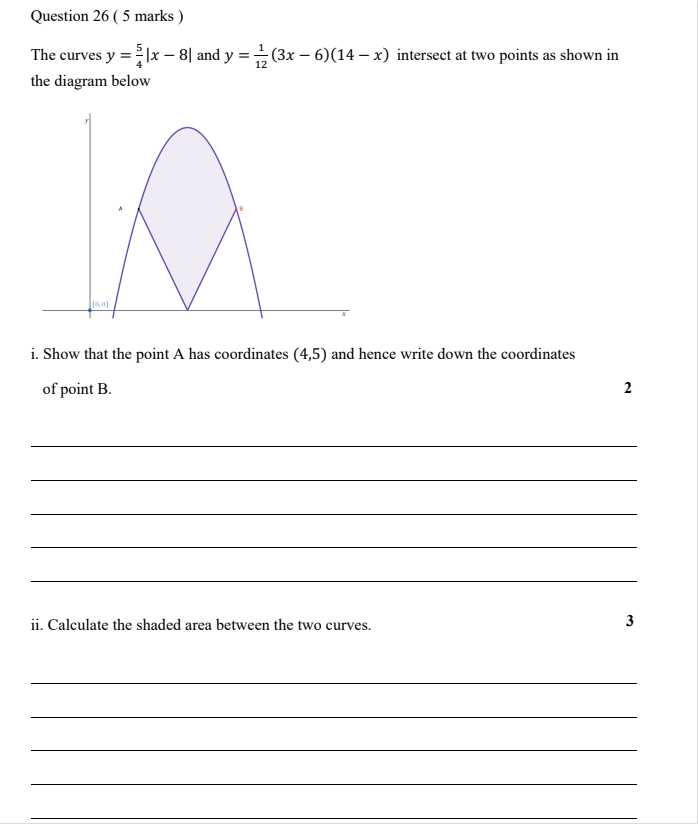 Question 26 ( 5 marks )
The curves y = 5/4|x − 8| and y = 1/12(3x − 6)(14 − x) intersect at two points as shown in
the diagram below
y
A
B
(0, 0)
x
i. Show that the point A has coordinates (4,5) and hence write down the coordinates
of point B.
2
ii. Calculate the shaded area between the two curves.
3